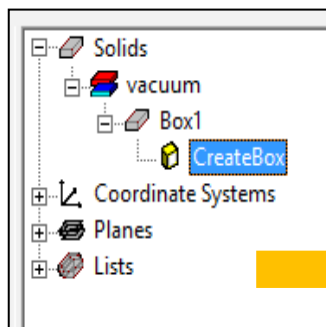 Solids
vacuum
Box1
CreateBox
Coordinate Systems
Planes
Lists